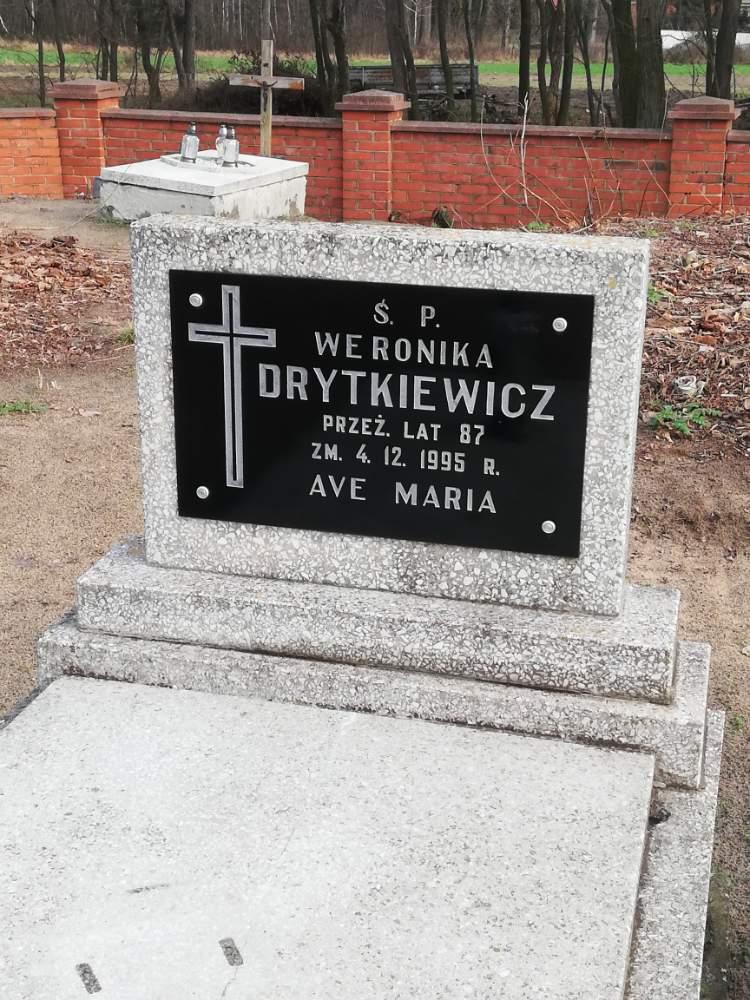 Ś. P.
WERONIKA
DRYTKIEWICZ
PRZEŻ. LAT 87
ZM. 4. 12. 1995 R.
AVE MARIA